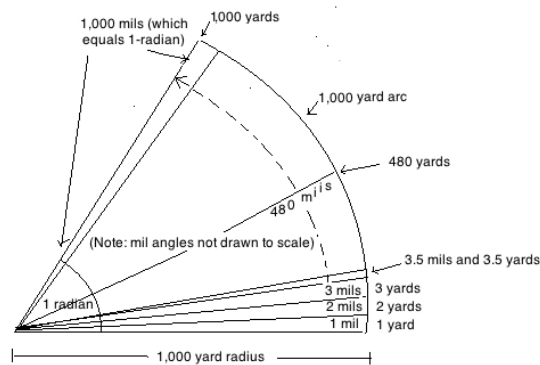 1,000 mils (which
equals 1-radian)
1,000 yards
1,000 yard arc
480 yards
480 mils
(Note: mil angles not drawn to scale)
3.5 mils and 3.5 yards
3 mils
3 yards
1 radian
2 mils
2 yards
1 mil
1 yard
1,000 yard radius